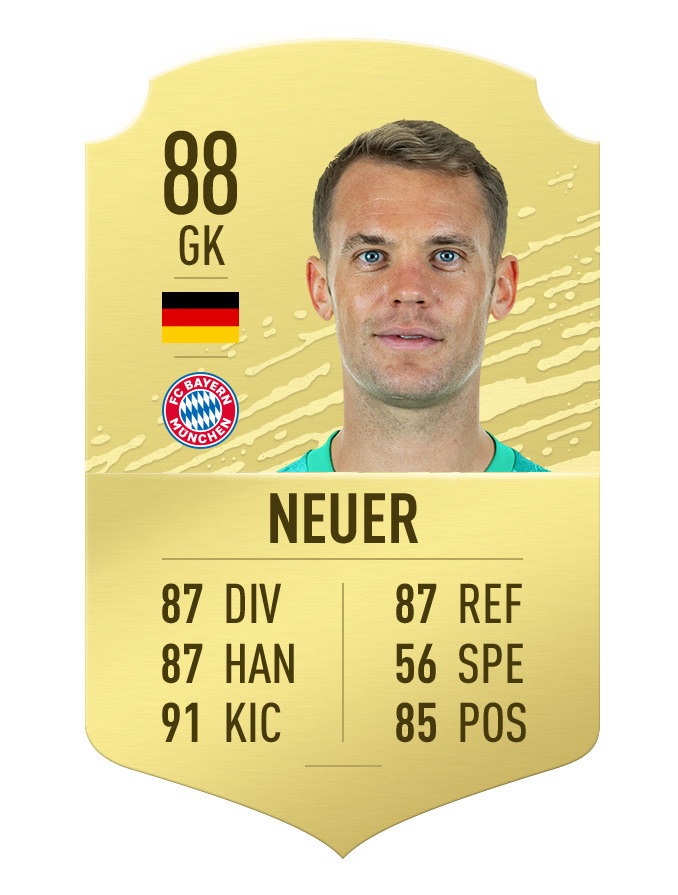 88
GK
FC BAYERN
MÜNCHEN
NEUER
87 DIV
87 REF
87 HAN
56 SPE
91 KIC
85 POS